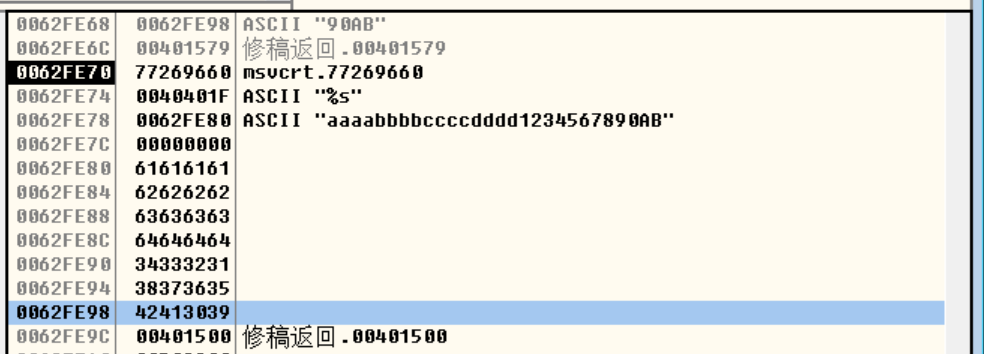 0062FE68 0062FE98 ASCII "90AB"
0062FE6C 00401579 修稿返回.00401579
0062FE70 77269660 msvcrt.77269660
0062FE74 0040401F ASCII "%s"
0062FE78 0062FE80 ASCII "aaaabbbbccccdddd1234567890AB"
0062FE7C 00000000
0062FE80 61616161
0062FE84 62626262
0062FE88 63636363
0062FE8C 64646464
0062FE90 34333231
0062FE94 38373635
0062FE98 42413039
0062FE9C 00401500 修稿返回.00401500